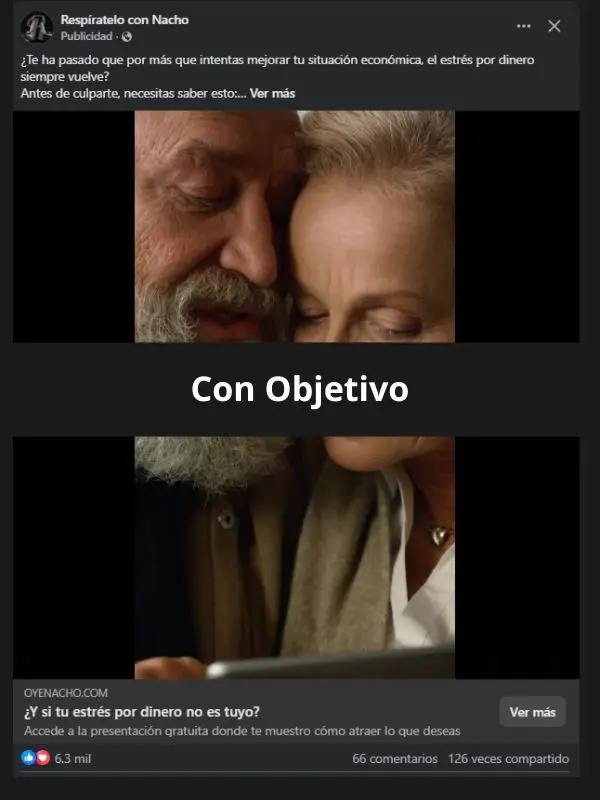 Respíratelo con Nacho
Publicidad ·
¿Te ha pasado que por más que intentas mejorar tu situación económica, el estrés por dinero
siempre vuelve?
Antes de culparte, necesitas saber esto:... Ver más
Con Objetivo
OYENACHO.COM
¿Y si tu estrés por dinero no es tuyo?
Accede a la presentación gratuita donde te muestro cómo atraer lo que deseas
Ver más
6.3 mil
66 comentarios 126 veces compartido